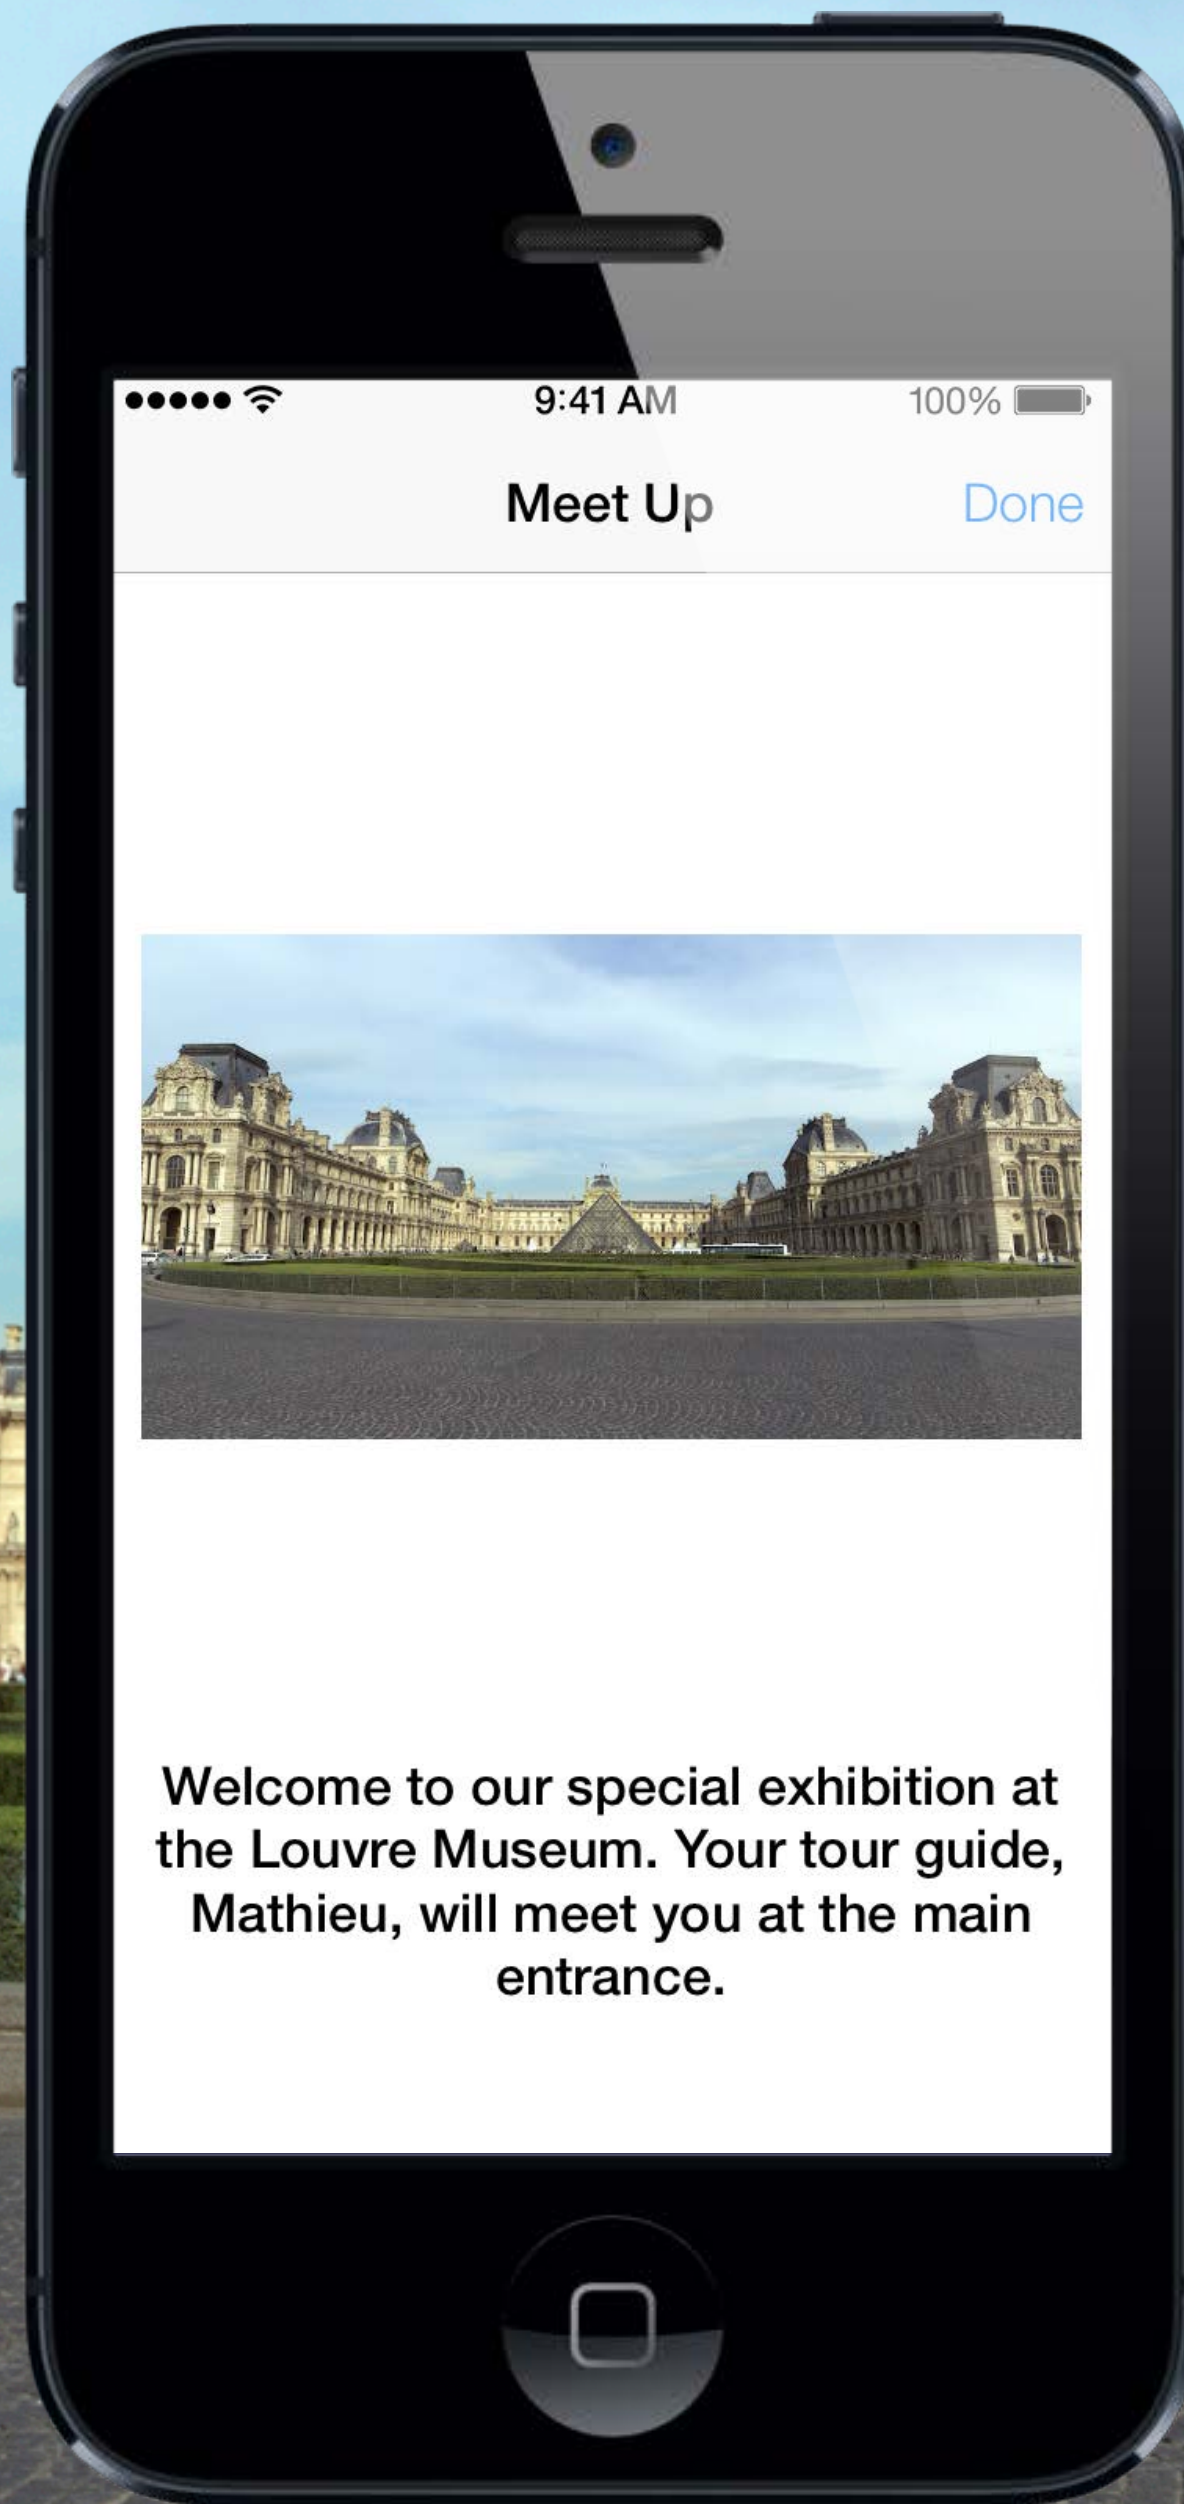 9:41 AM
100%
Meet Up
Done
Welcome to our special exhibition at
the Louvre Museum. Your tour guide,
Mathieu, will meet you at the main
entrance.